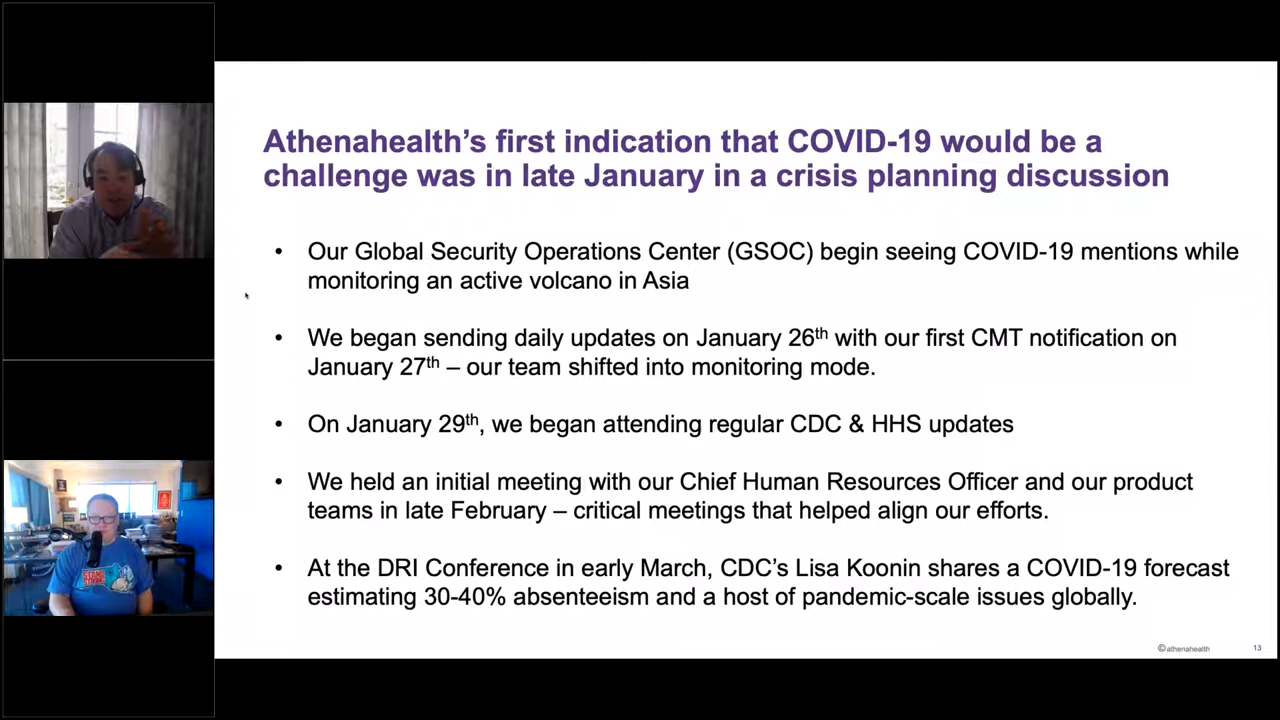 Athenahealth’s first indication that COVID-19 would be a
challenge was in late January in a crisis planning discussion
• Our Global Security Operations Center (GSOC) begin seeing COVID-19 mentions while
monitoring an active volcano in Asia
• We began sending daily updates on January 26th with our first CMT notification on
January 27th – our team shifted into monitoring mode.
• On January 29th, we began attending regular CDC & HHS updates
• We held an initial meeting with our Chief Human Resources Officer and our product
teams in late February – critical meetings that helped align our efforts.
• At the DRI Conference in early March, CDC’s Lisa Koonin shares a COVID-19 forecast
estimating 30-40% absenteeism and a host of pandemic-scale issues globally.
©athenahealth
13